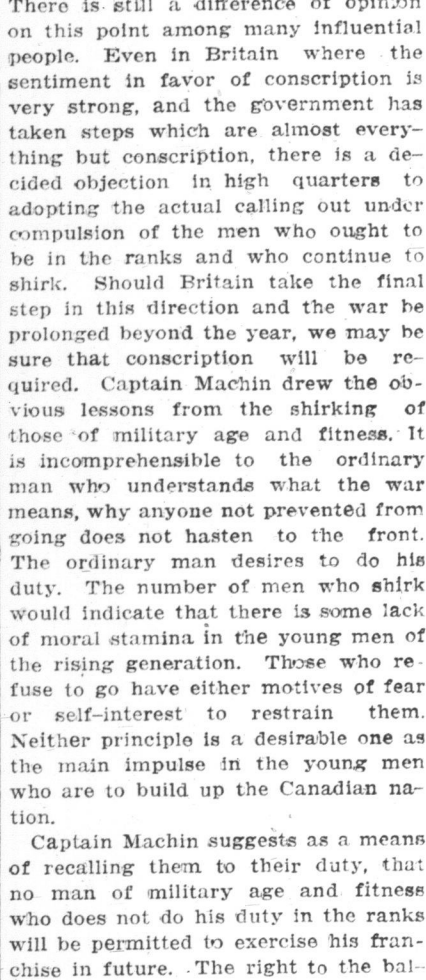 There is still a difference of opinion
on this point among many influential
people. Even in Britain where the
sentiment in favor of conscription is
very strong, and the government has
taken steps which are almost every-
thing but conscription, there is a de-
cided objection in high quarters to
adopting the actual calling out under
compulsion of the men who ought to
be in the ranks and who continue to
shirk. Should Britain take the final
step in this direction and the war be
prolonged beyond the year, we may be
sure that conscription will be re-
quired. Captain Machin drew the ob-
vious lessons from the shirking of
those of military age and fitness. It
is incomprehensible to the ordinary
man who understands what the war
means, why anyone not prevented from
going does not hasten to the front.
The ordinary man desires to do his
duty. The number of men who shirk
would indicate that there is some lack
of moral stamina in the young men of
the rising generation. Those who re-
fuse to go have either motives of fear
or self-interest to restrain them.
Neither principle is a desirable one as
the main impulse in the young men
who are to build up the Canadian na-
tion.
Captain Machin suggests as a means
of recalling them to their duty, that
no man of military age and fitness
who does not do his duty in the ranks
will be permitted to exercise his fran-
chise in future. The right to the bal-